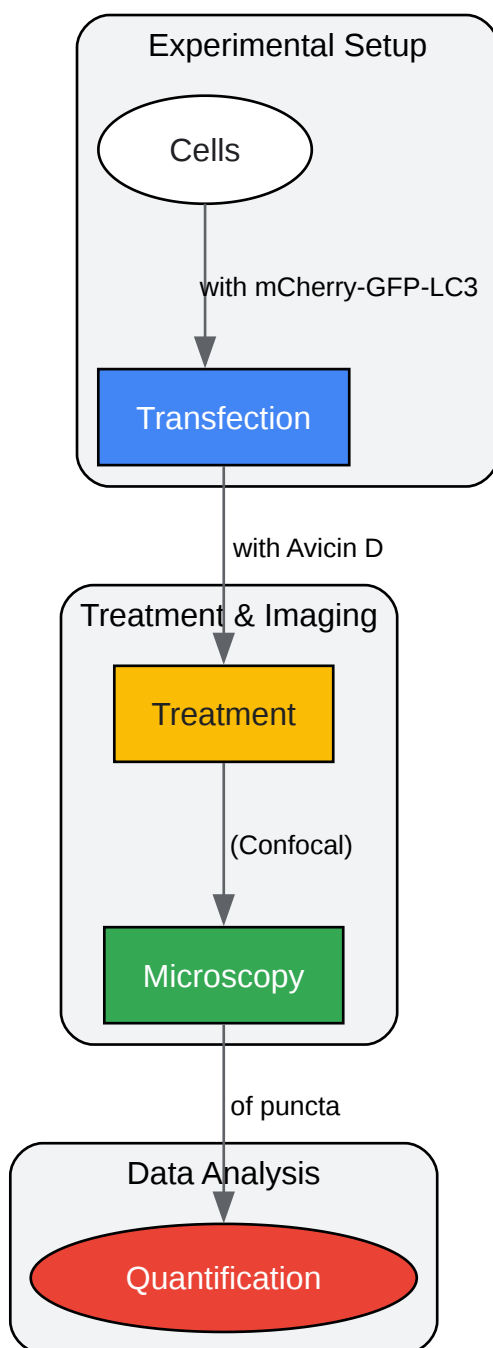 Experimental Setup
Cells
with mCherry-GFP-LC3
Transfection
with Avicin D
Treatment & Imaging
Treatment
(Confocal)
Microscopy
of puncta
Data Analysis
Quantification